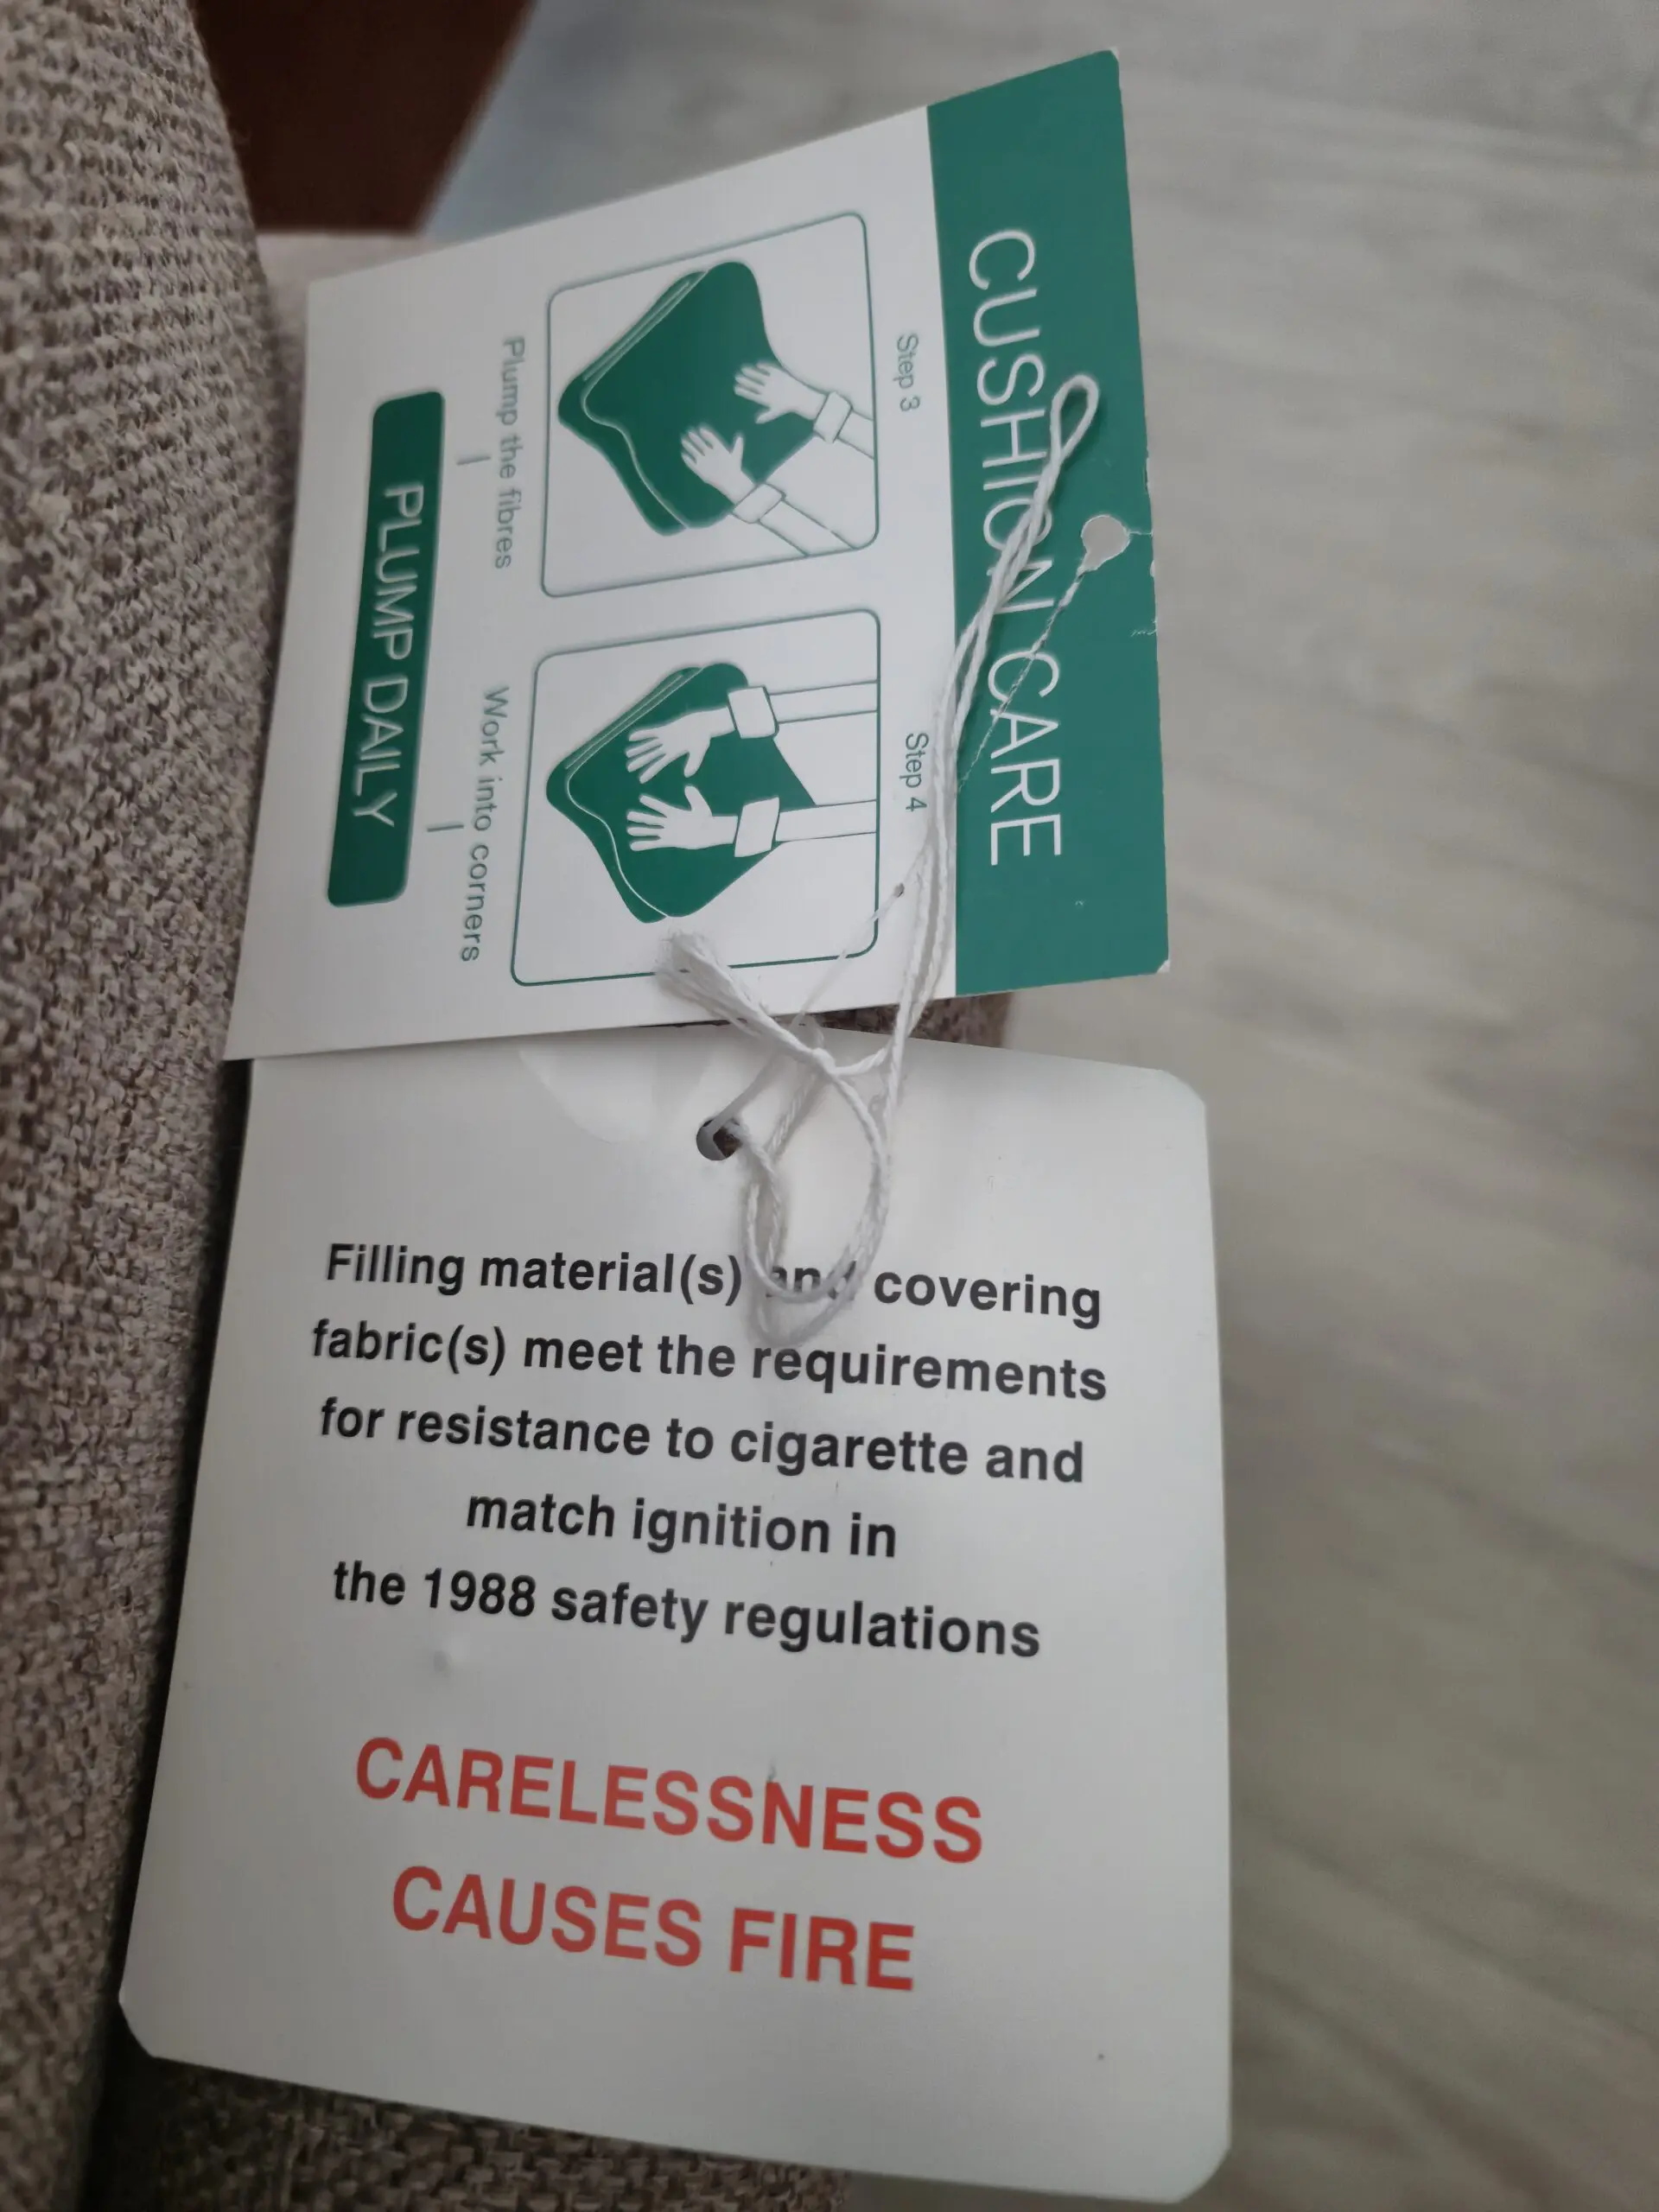 CUSHION CARE
Step 3
Step 4
Plump the fibres
Work into corners
PLUMP DAILY
Filling material(s) and covering
fabric(s) meet the requirements
for resistance to cigarette and
match ignition in
the 1988 safety regulations
CARELESSNESS
CAUSES FIRE